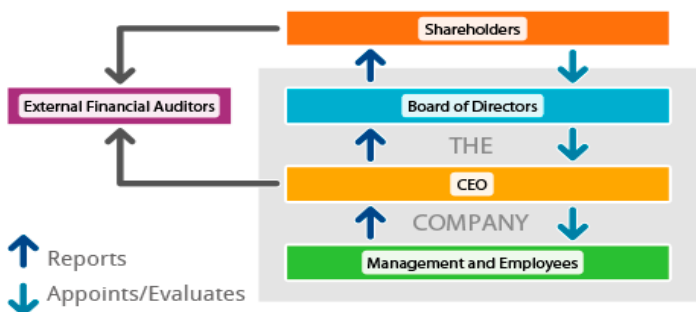 Shareholders
External Financial Auditors
Board of Directors
THE
CEO
COMPANY
Management and Employees
Reports
Appoints/Evaluates